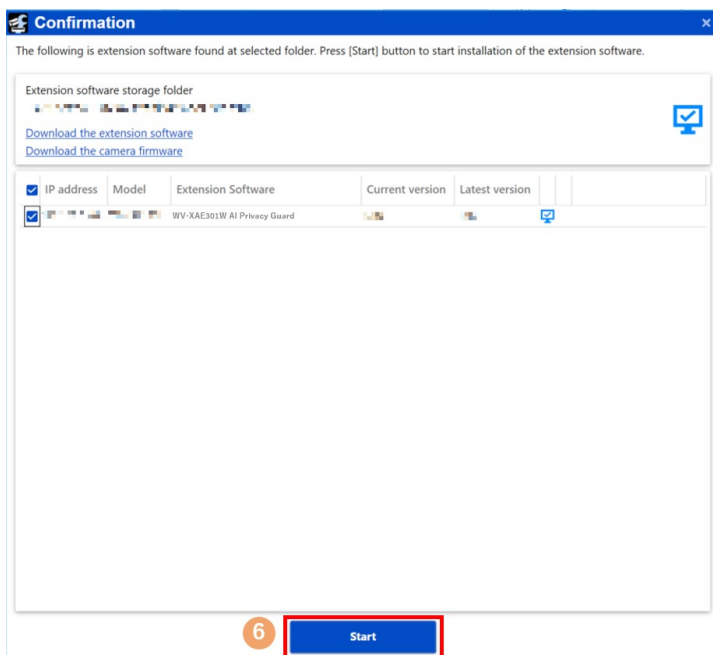 Confirmation
The following is extension software found at selected folder. Press [Start] button to start installation of the extension software.
Extension software storage folder
Download the extension software
Download the camera firmware
IP address Model Extension Software Current version Latest version
WV-XAE301W AI Privacy Guard
6 Start